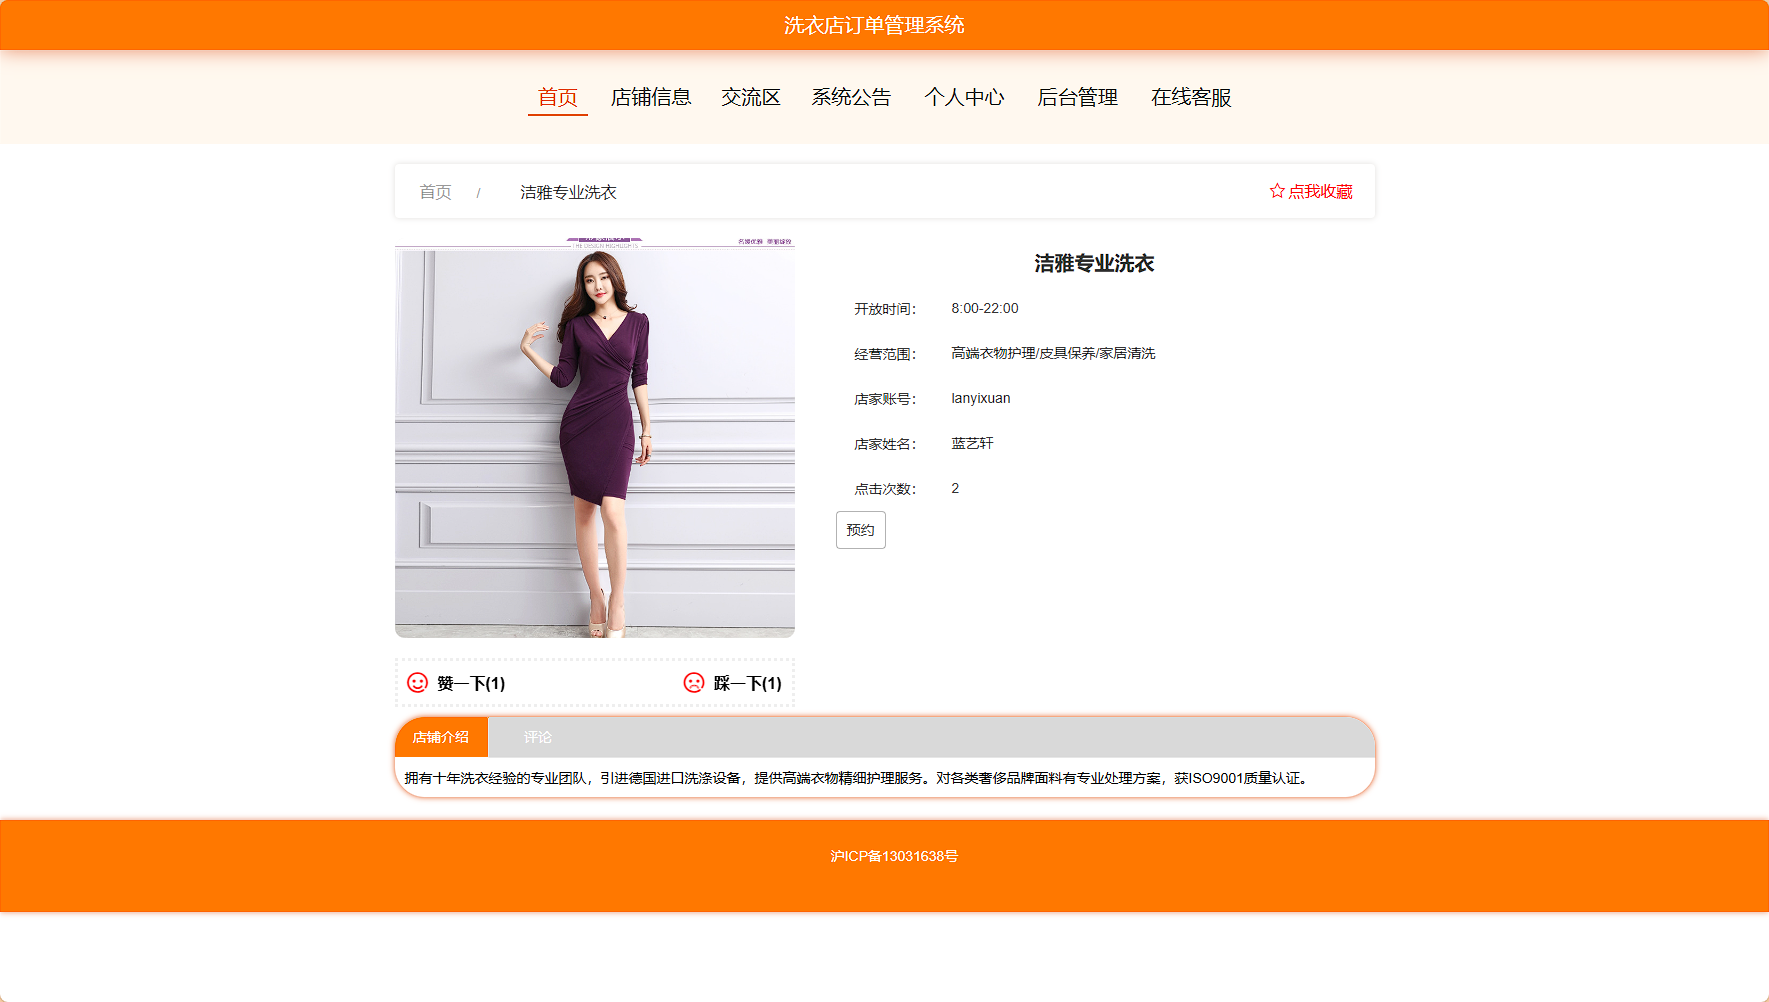 洗衣店订单管理系统
首页 店铺信息 交流区 系统公告 个人中心 后台管理 在线客服
首页 / 洁雅专业洗衣 点我收藏
THE DESIGN HIGHLIGHTS
洁雅专业洗衣
开放时间： 8:00-22:00
经营范围： 高端衣物护理/皮具保养/家居清洗
店家账号： lanyixuan
店家姓名： 蓝艺轩
点击次数： 2
预约
赞一下(1) 踩一下(1)
店铺介绍 评论
拥有十年洗衣经验的专业团队，引进德国进口洗涤设备，提供高端衣物精细护理服务。对各类奢侈品牌面料有专业处理方案，获ISO9001质量认证。
沪ICP备13031638号